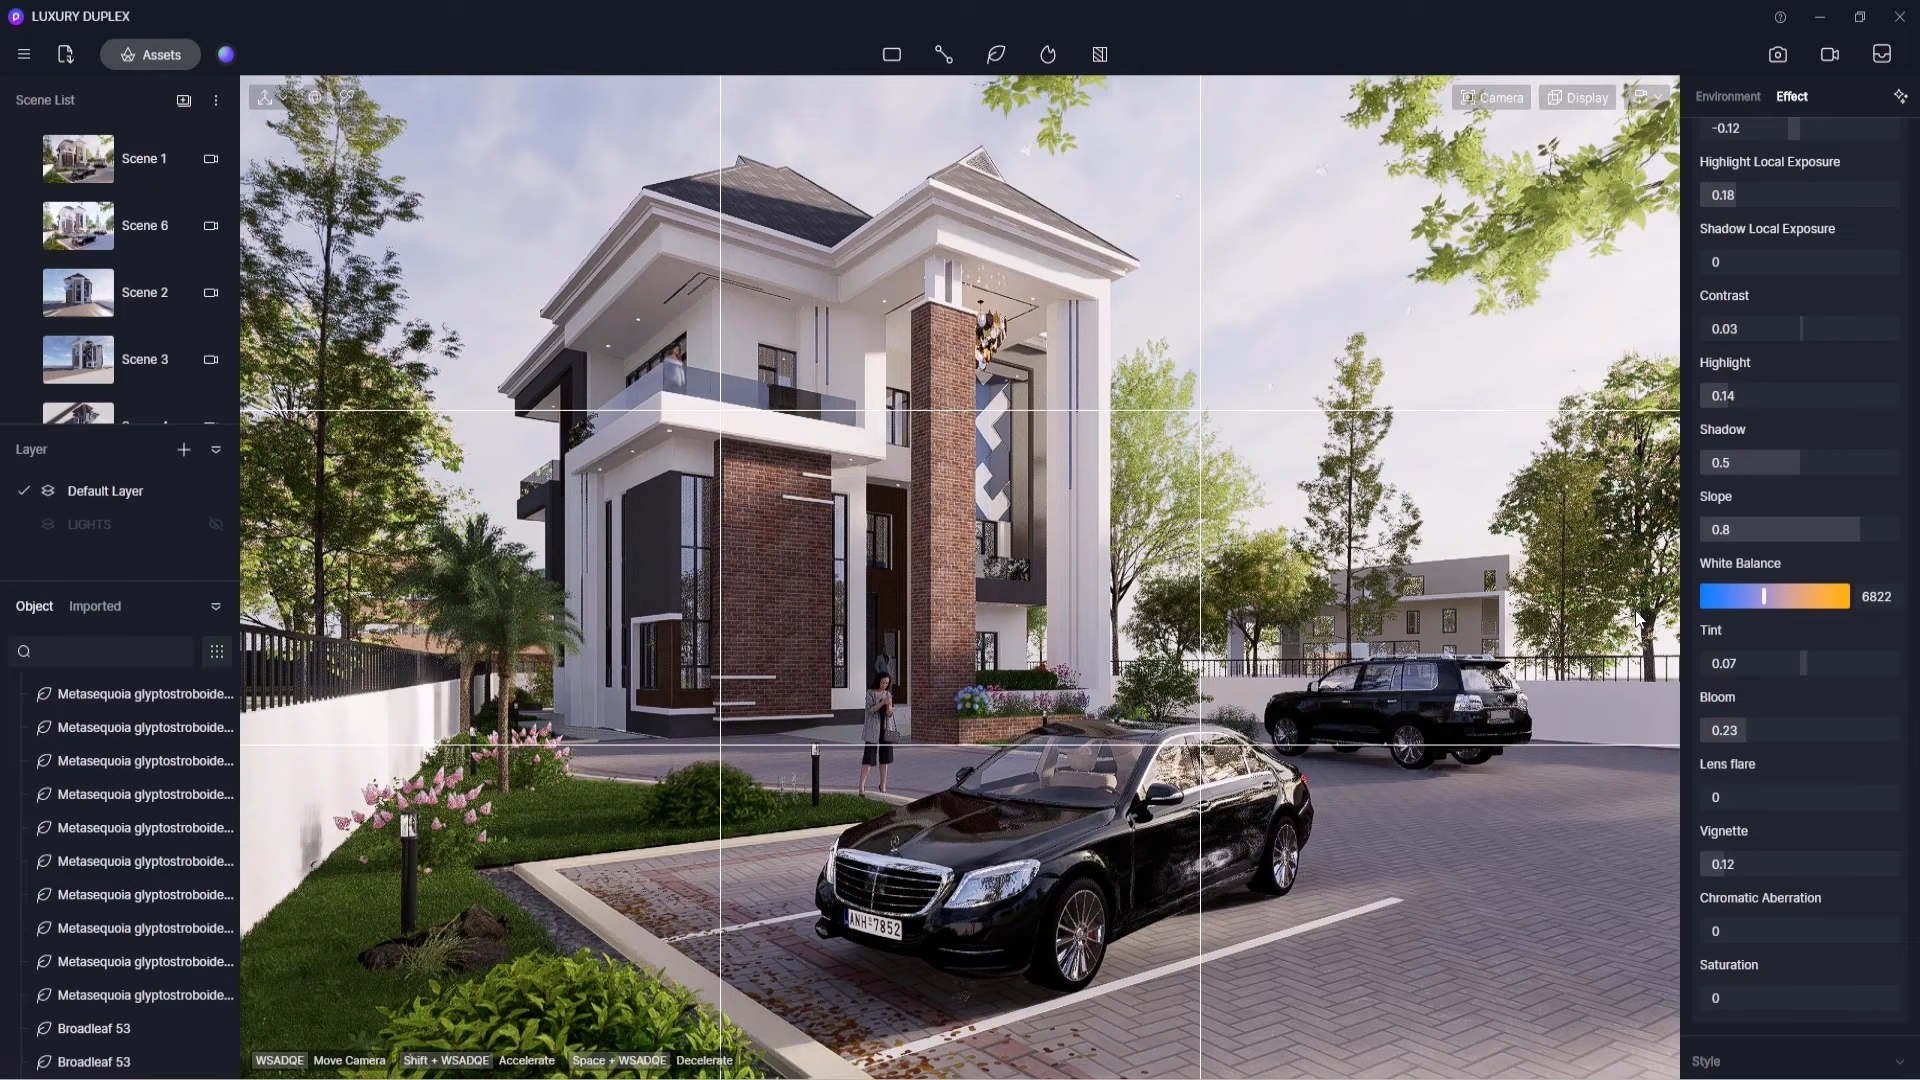 LUXURY DUPLEX
Assets
Scene List
Scene 1
Scene 6
Scene 2
Scene 3
Layer
Default Layer
LIGHTS
Object Imported
Metasequoia glyptostroboide...
Metasequoia glyptostroboide...
Metasequoia glyptostroboide...
Metasequoia glyptostroboide...
Metasequoia glyptostroboide...
Metasequoia glyptostroboide...
Metasequoia glyptostroboide...
Metasequoia glyptostroboide...
Metasequoia glyptostroboide...
Metasequoia glyptostroboide...
Broadleaf 53
Broadleaf 53
Camera Display
ANH-7852
WSADQE Move Camera Shift + WSADQE Accelerate Space + WSADQE Decelerate
Environment Effect
-0.12
Highlight Local Exposure
0.18
Shadow Local Exposure
0
Contrast
0.03
Highlight
0.14
Shadow
0.5
Slope
0.8
White Balance
6822
Tint
0.07
Bloom
0.23
Lens flare
0
Vignette
0.12
Chromatic Aberration
0
Saturation
0
Style